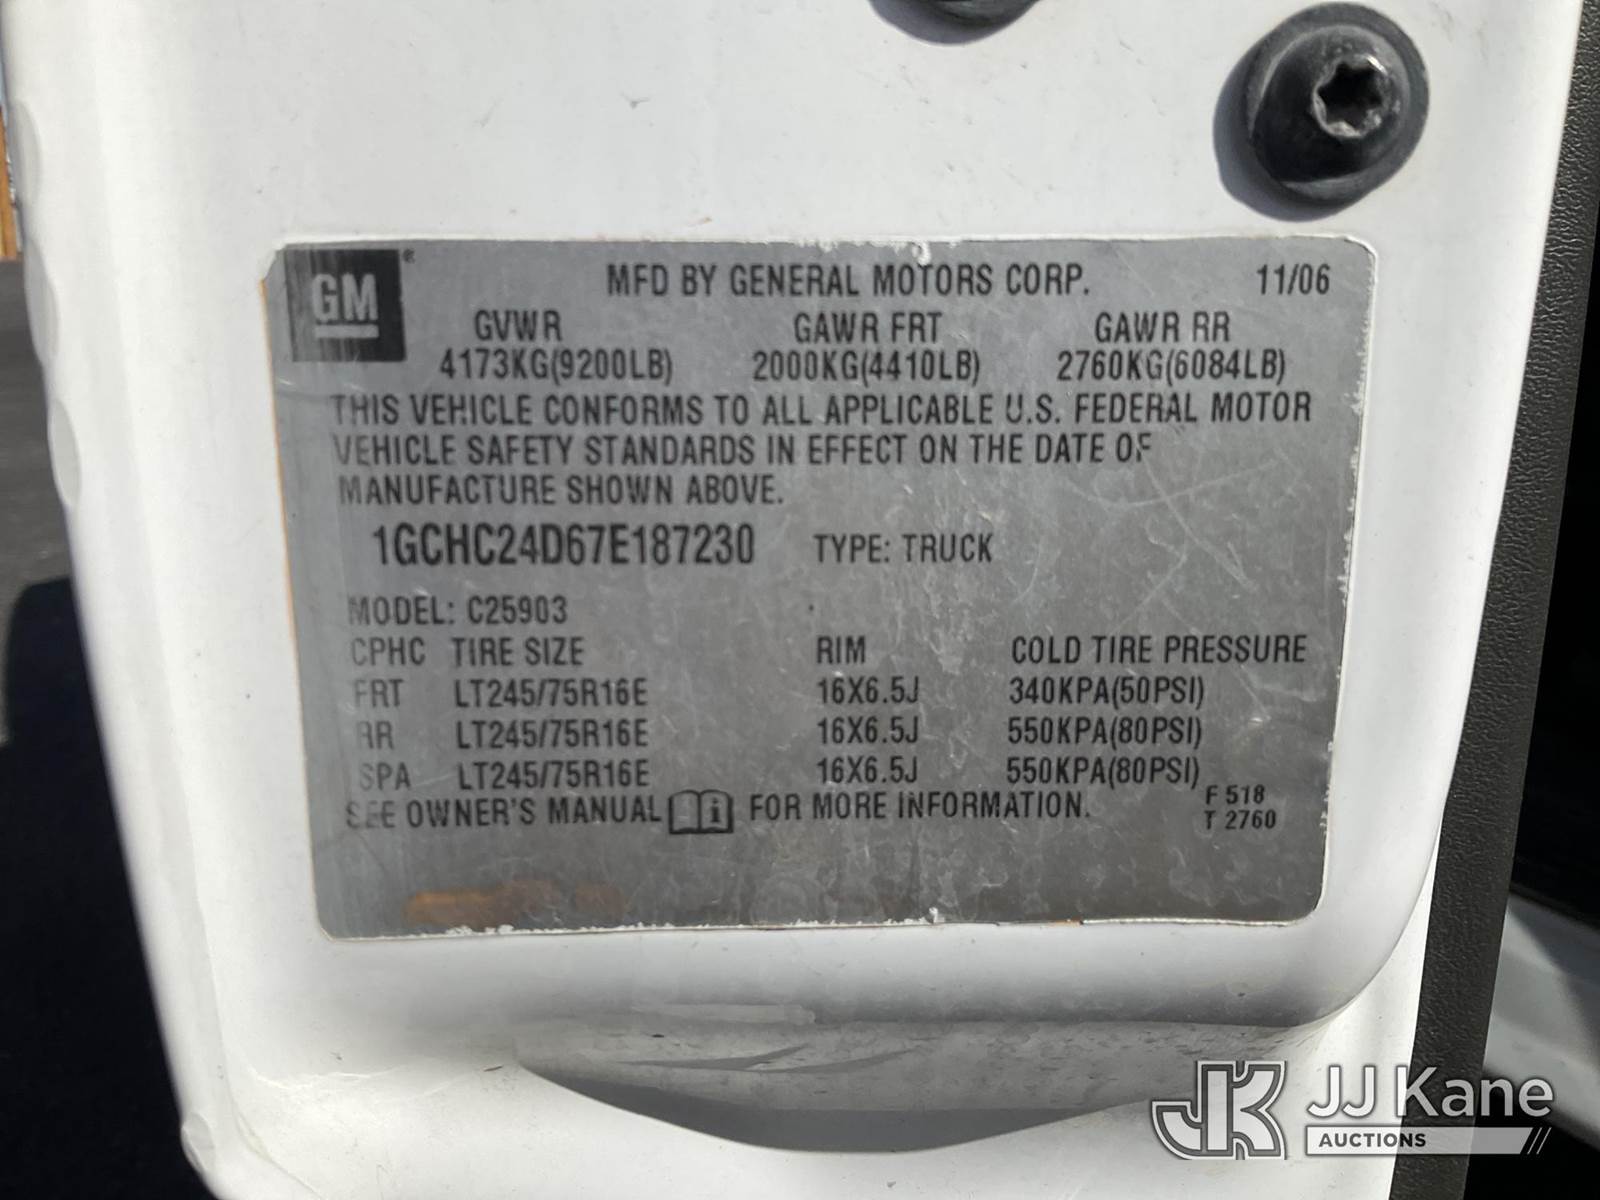 GM®
MFD BY GENERAL MOTORS CORP. 11/06
GVWR GAWR FRT GAWR RR
4173KG(9200LB) 2000KG(4410LB) 2760KG(6084LB)
THIS VEHICLE CONFORMS TO ALL APPLICABLE U.S. FEDERAL MOTOR
VEHICLE SAFETY STANDARDS IN EFFECT ON THE DATE OF
MANUFACTURE SHOWN ABOVE.
1GCHC24D67E187230 TYPE: TRUCK
MODEL: C25903
CPHC TIRE SIZE RIM COLD TIRE PRESSURE
FRT LT245/75R16E 16X6.5J 340KPA(50PSI)
RR LT245/75R16E 16X6.5J 550KPA(80PSI)
SPA LT245/75R16E 16X6.5J 550KPA(80PSI)
SEE OWNER'S MANUAL i FOR MORE INFORMATION.
F 518
T 2760
JK JJ Kane
AUCTIONS